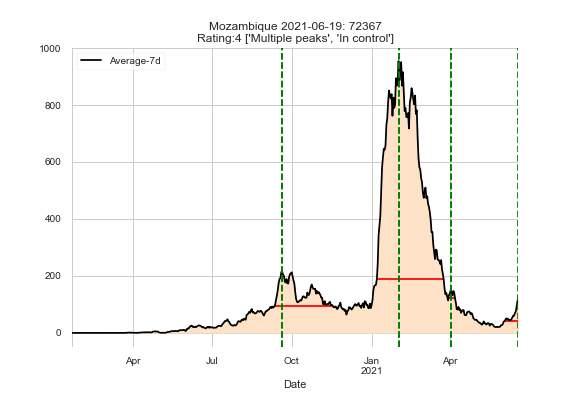 Mozambique 2021-06-19: 72367
Rating:4 ['Multiple peaks', 'In control']
1000
Average-7d
800
600
400
200
0
Apr
Jul
Oct
Jan
2021
Apr
Date